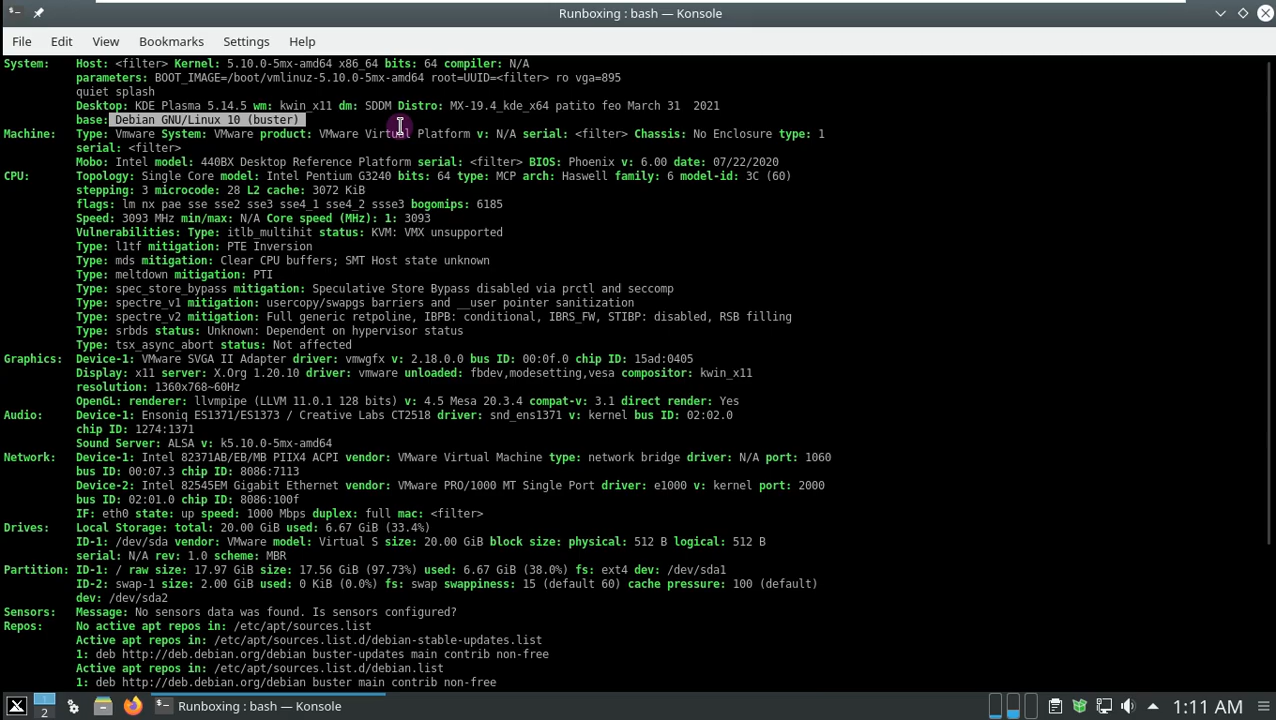 Runboxing : bash — Konsole
File Edit View Bookmarks Settings Help
System: Host: <filter> Kernel: 5.10.0-5mx-amd64 x86_64 bits: 64 compiler: N/A
parameters: BOOT_IMAGE=/boot/vmlinuz-5.10.0-5mx-amd64 root=UUID=<filter> ro vga=895
quiet splash
Desktop: KDE Plasma 5.14.5 wm: kwin_x11 dm: SDDM Distro: MX-19.4_kde_x64 patito feo March 31 2021
base: Debian GNU/Linux 10 (buster)
Machine: Type: Vmware System: VMware product: VMware Virtual Platform v: N/A serial: <filter> Chassis: No Enclosure type: 1
serial: <filter>
Mobo: Intel model: 440BX Desktop Reference Platform serial: <filter> BIOS: Phoenix v: 6.00 date: 07/22/2020
CPU: Topology: Single Core model: Intel Pentium G3240 bits: 64 type: MCP arch: Haswell family: 6 model-id: 3C (60)
stepping: 3 microcode: 28 L2 cache: 3072 KiB
flags: lm nx pae sse sse2 sse3 sse4_1 sse4_2 ssse3 bogomips: 6185
Speed: 3093 MHz min/max: N/A Core speed (MHz): 1: 3093
Vulnerabilities: Type: itlb_multihit status: KVM: VMX unsupported
Type: l1tf mitigation: PTE Inversion
Type: mds mitigation: Clear CPU buffers; SMT Host state unknown
Type: meltdown mitigation: PTI
Type: spec_store_bypass mitigation: Speculative Store Bypass disabled via prctl and seccomp
Type: spectre_v1 mitigation: usercopy/swapgs barriers and __user pointer sanitization
Type: spectre_v2 mitigation: Full generic retpoline, IBPB: conditional, IBRS_FW, STIBP: disabled, RSB filling
Type: srbds status: Unknown: Dependent on hypervisor status
Type: tsx_async_abort status: Not affected
Graphics: Device-1: VMware SVGA II Adapter driver: vmwgfx v: 2.18.0.0 bus ID: 00:0f.0 chip ID: 15ad:0405
Display: x11 server: X.Org 1.20.10 driver: vmware unloaded: fbdev,modesetting,vesa compositor: kwin_x11
resolution: 1360x768~60Hz
OpenGL: renderer: llvmpipe (LLVM 11.0.1 128 bits) v: 4.5 Mesa 20.3.4 compat-v: 3.1 direct render: Yes
Audio: Device-1: Ensoniq ES1371/ES1373 / Creative Labs CT2518 driver: snd_ens1371 v: kernel bus ID: 02:02.0
chip ID: 1274:1371
Sound Server: ALSA v: k5.10.0-5mx-amd64
Network: Device-1: Intel 82371AB/EB/MB PIIX4 ACPI vendor: VMware Virtual Machine type: network bridge driver: N/A port: 1060
bus ID: 00:07.3 chip ID: 8086:7113
Device-2: Intel 82545EM Gigabit Ethernet vendor: VMware PRO/1000 MT Single Port driver: e1000 v: kernel port: 2000
bus ID: 02:01.0 chip ID: 8086:100f
IF: eth0 state: up speed: 1000 Mbps duplex: full mac: <filter>
Drives: Local Storage: total: 20.00 GiB used: 6.67 GiB (33.4%)
ID-1: /dev/sda vendor: VMware model: Virtual S size: 20.00 GiB block size: physical: 512 B logical: 512 B
serial: N/A rev: 1.0 scheme: MBR
Partition: ID-1: / raw size: 17.97 GiB size: 17.56 GiB (97.73%) used: 6.67 GiB (38.0%) fs: ext4 dev: /dev/sda1
ID-2: swap-1 size: 2.00 GiB used: 0 KiB (0.0%) fs: swap swappiness: 15 (default 60) cache pressure: 100 (default)
dev: /dev/sda2
Sensors: Message: No sensors data was found. Is sensors configured?
Repos: No active apt repos in: /etc/apt/sources.list
Active apt repos in: /etc/apt/sources.list.d/debian-stable-updates.list
1: deb http://deb.debian.org/debian buster-updates main contrib non-free
Active apt repos in: /etc/apt/sources.list.d/debian.list
1: deb http://deb.debian.org/debian buster main contrib non-free
1
2
Runboxing : bash — Konsole
1:11 AM